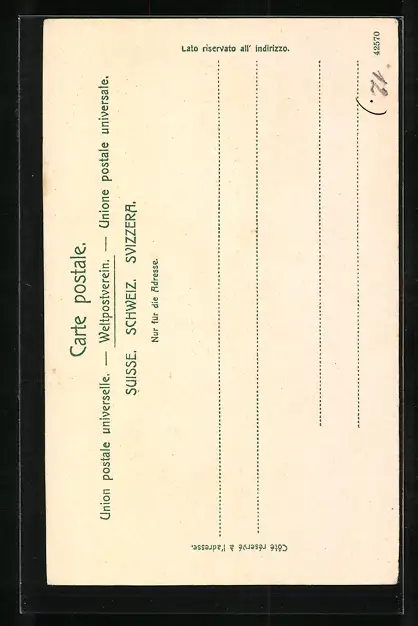 Carte postale.
Union postale universelle. — Weltpostverein. — Unione postale universale.
SUISSE. SCHWEIZ. SVIZZERA.
Nur für die Adresse.
Côté réservé à l'adresse.
Lato riservato all' indirizzo.
42570